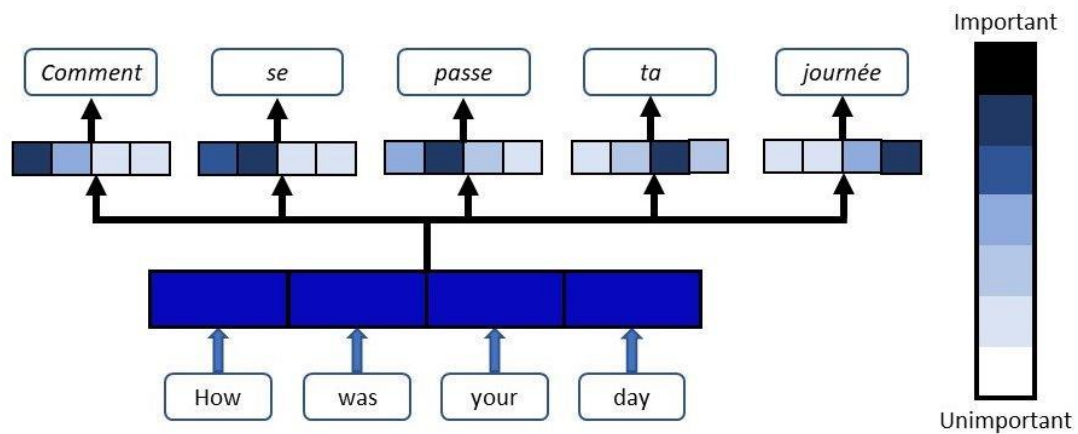 Important
Comment
se
passe
ta
journée
How
was
your
day
Unimportant